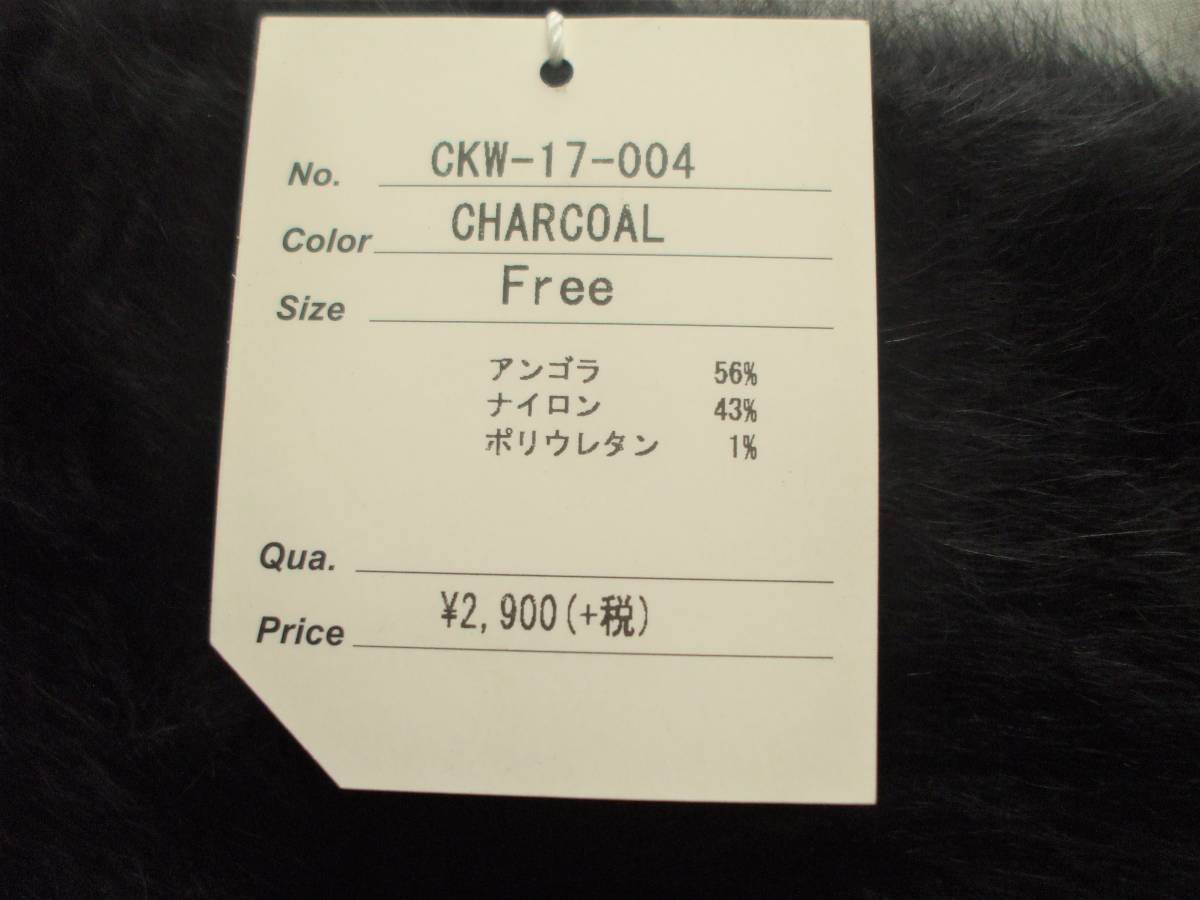 No. CKW-17-004
Color CHARCOAL
Size Free
アンゴラ 56%
ナイロン 43%
ポリウレタン 1%
Qua.
Price ¥2,900(+税)